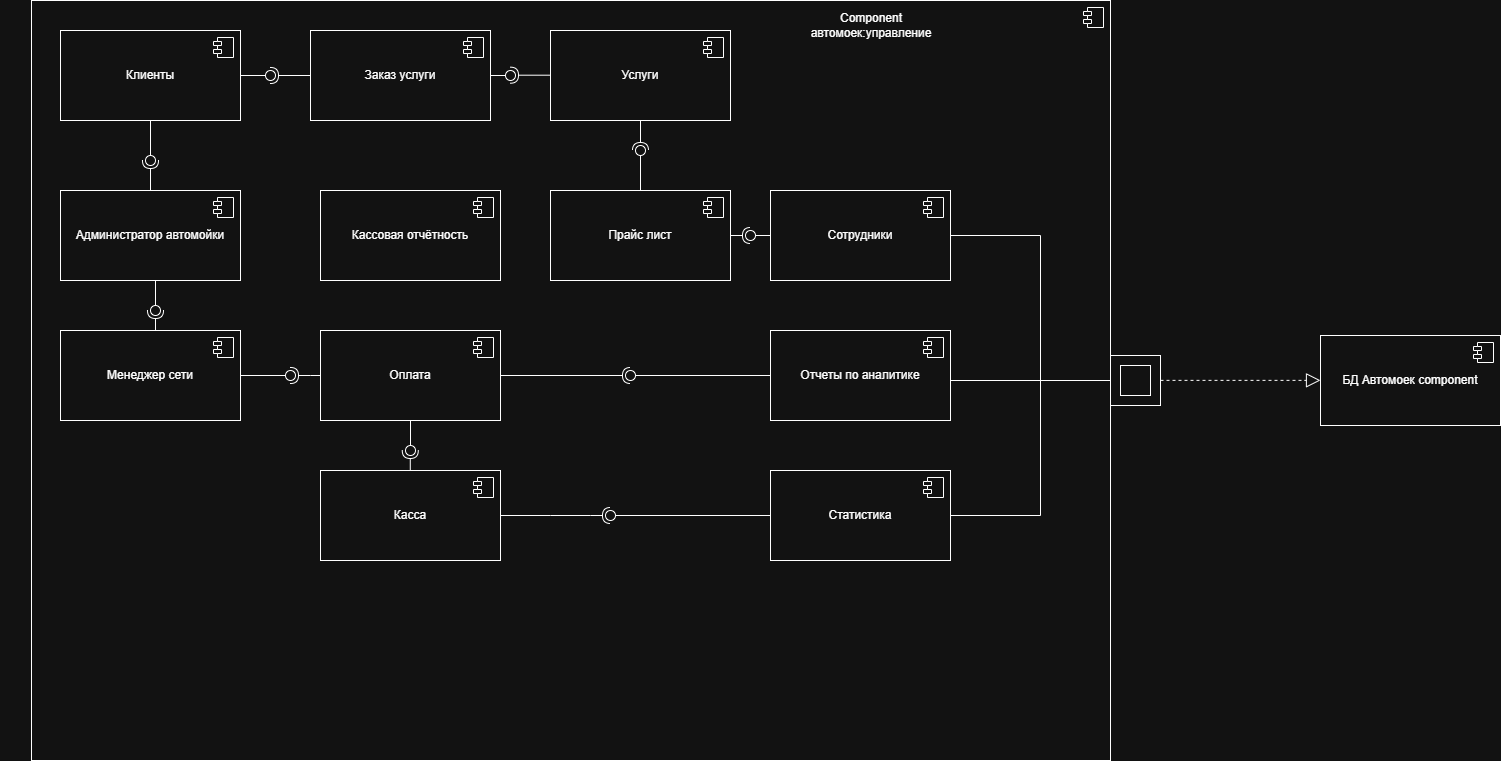 Component
автомоек:управление
Клиенты
Заказ услуги
Услуги
Администратор автомойки
Кассовая отчётность
Прайс лист
Сотрудники
Менеджер сети
Оплата
Отчеты по аналитике
БД Автомоек component
Касса
Статистика